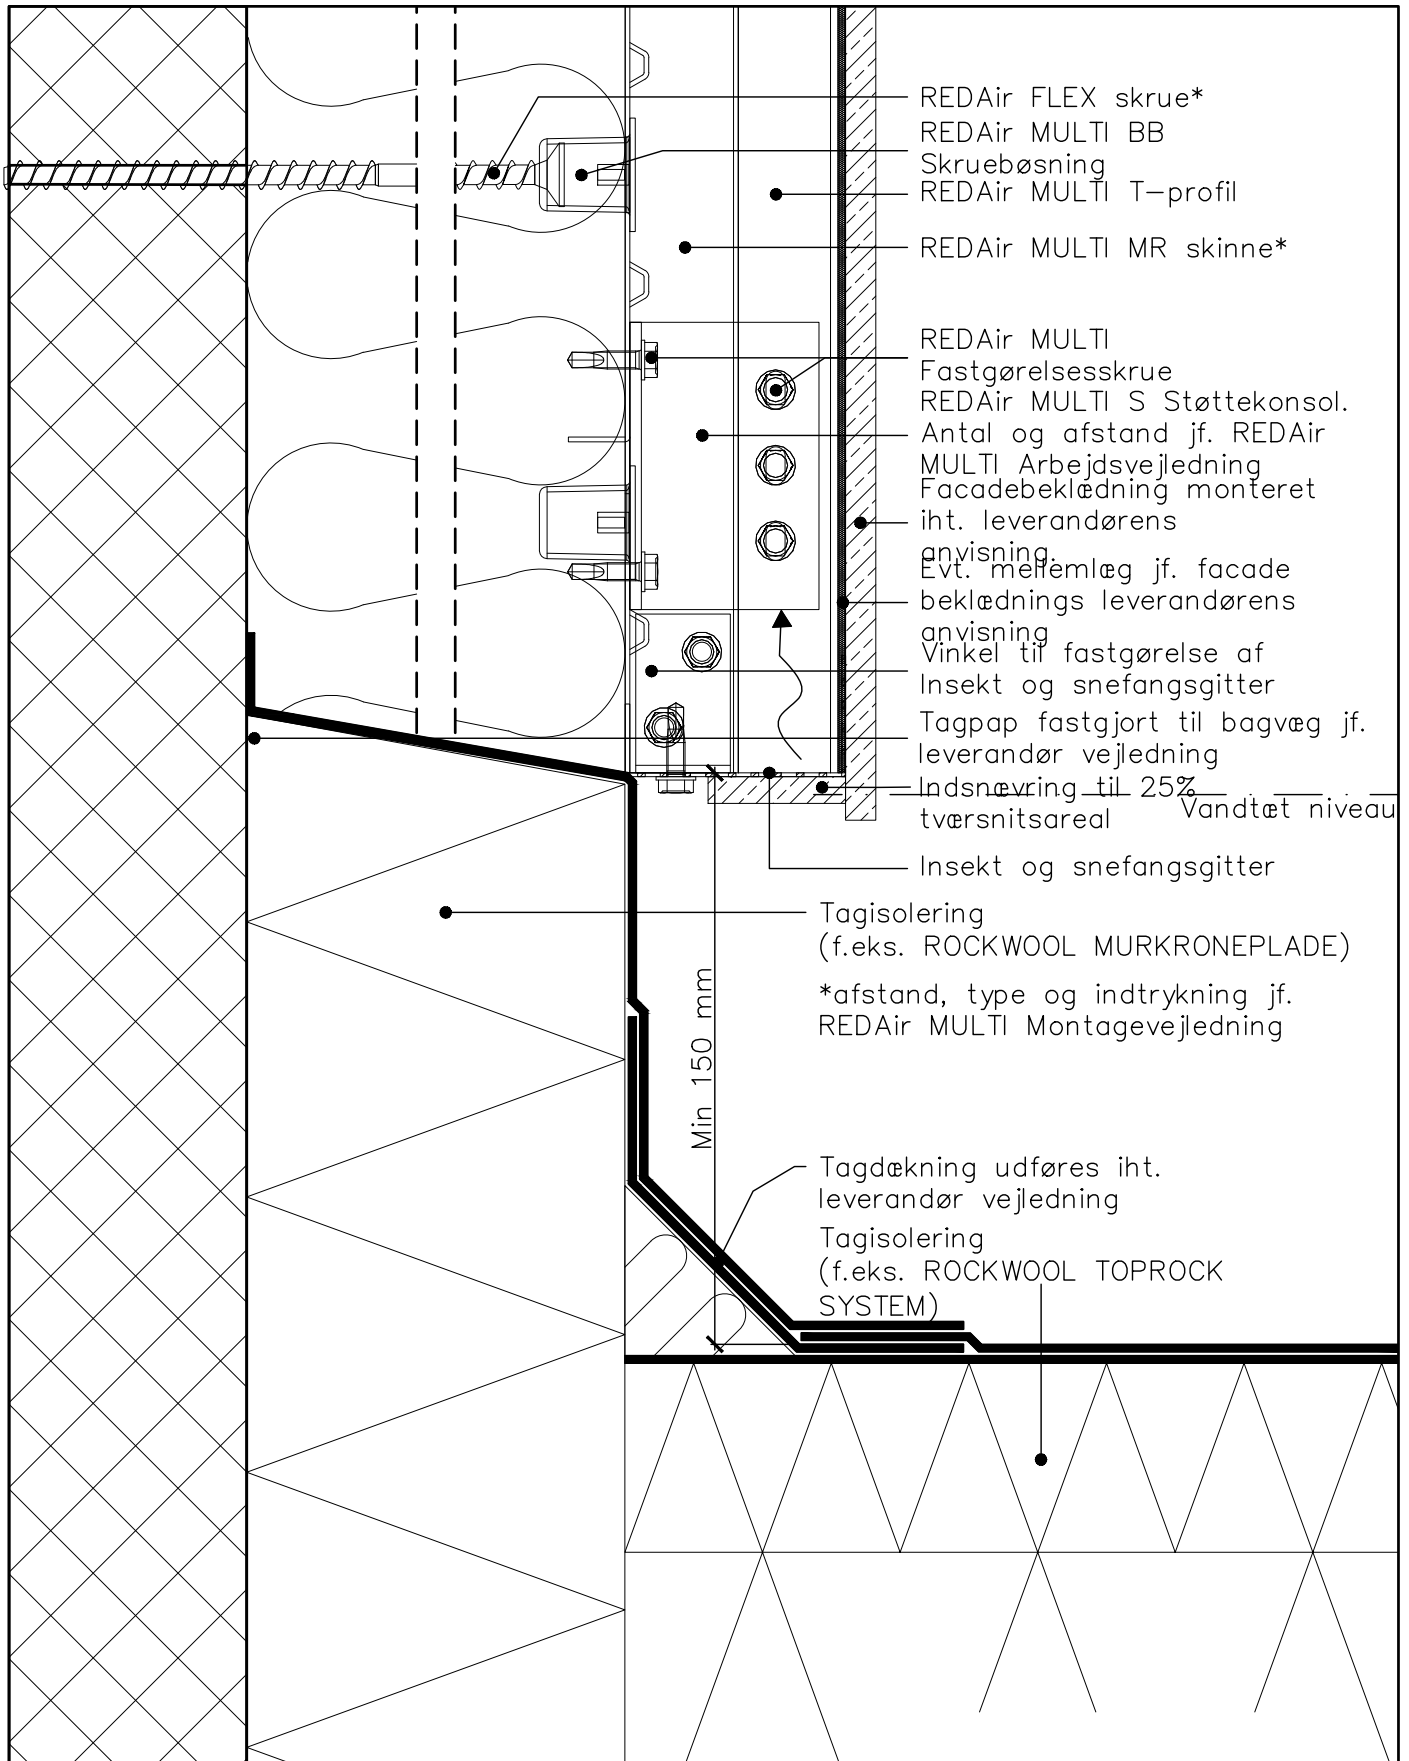 REDAir FLEX skrue*
REDAir MULTI BB
Skruebøsning
REDAir MULTI T-profil
REDAir MULTI MR skinne*
REDAir MULTI
Fastgørelsesskrue
REDAir MULTI S Støttekonsol.
Antal og afstand jf. REDAir
MULTI Arbejdsvejledning
Facadebeklædning monteret
iht. leverandørens
anvisning.
Evt. mellemlæg jf. facade
beklædnings leverandørens
anvisning
Vinkel til fastgørelse af
Insekt og snefangsgitter
Tagpap fastgjort til bagvæg jf.
leverandør vejledning
Indsnævring til 25%
tværsnitsareal
Vandtæt niveau
Insekt og snefangsgitter
Tagisolering
(f.eks. ROCKWOOL MURKRONEPLADE)
*afstand, type og indtrykning jf.
REDAir MULTI Montagevejledning
Min 150 mm
Tagdækning udføres iht.
leverandør vejledning
Tagisolering
(f.eks. ROCKWOOL TOPROCK
SYSTEM)